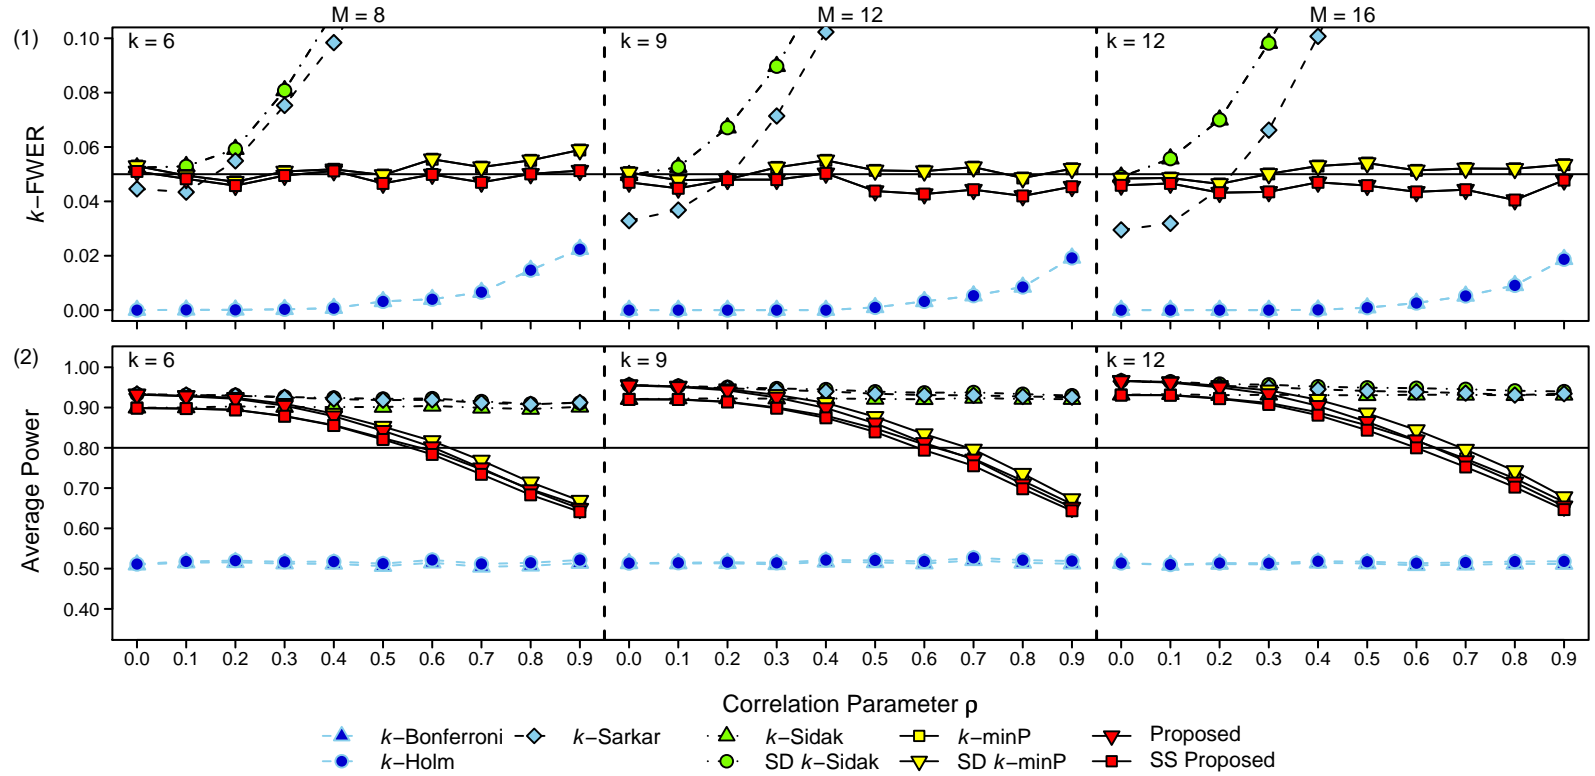 M = 8
M = 12
M = 16
(1)
k = 6
k = 9
k = 12
k−FWER
0.10
0.08
0.06
0.04
0.02
0.00
(2)
k = 6
k = 9
k = 12
Average Power
1.00
0.90
0.80
0.70
0.60
0.50
0.40
0.0 0.1 0.2 0.3 0.4 0.5 0.6 0.7 0.8 0.9
0.0 0.1 0.2 0.3 0.4 0.5 0.6 0.7 0.8 0.9
0.0 0.1 0.2 0.3 0.4 0.5 0.6 0.7 0.8 0.9
Correlation Parameter ρ
k−Bonferroni
k−Sarkar
k−Sidak
k−minP
Proposed
k−Holm
SD k−Sidak
SD k−minP
SS Proposed